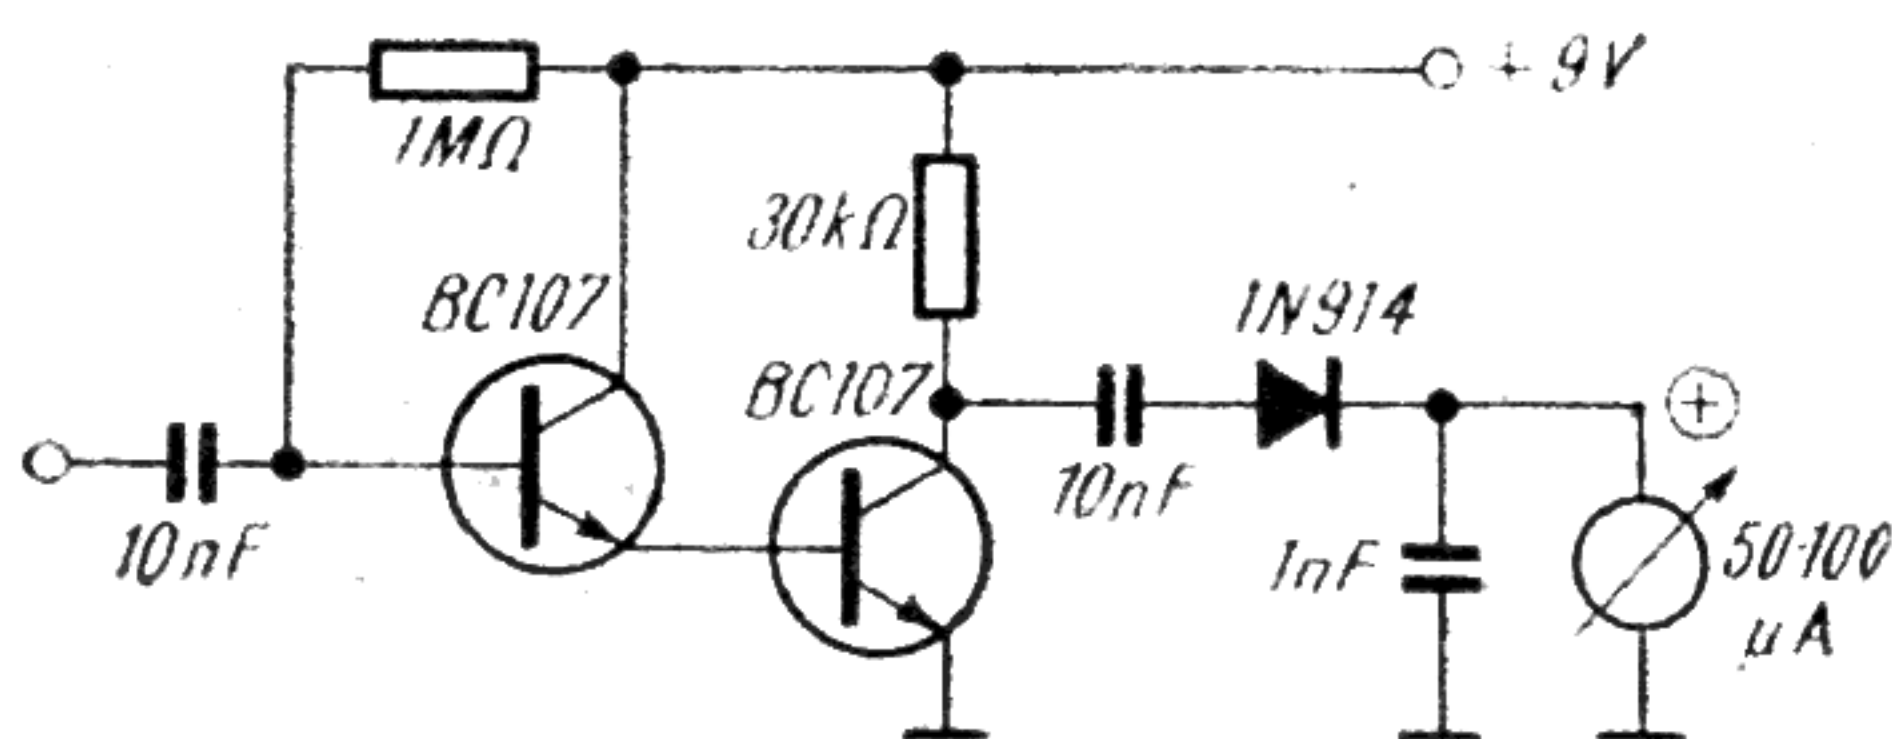 + 9V
1MΩ
30kΩ
BC107
1N914
BC107
+
10nF
10nF
1nF
50-100
μA